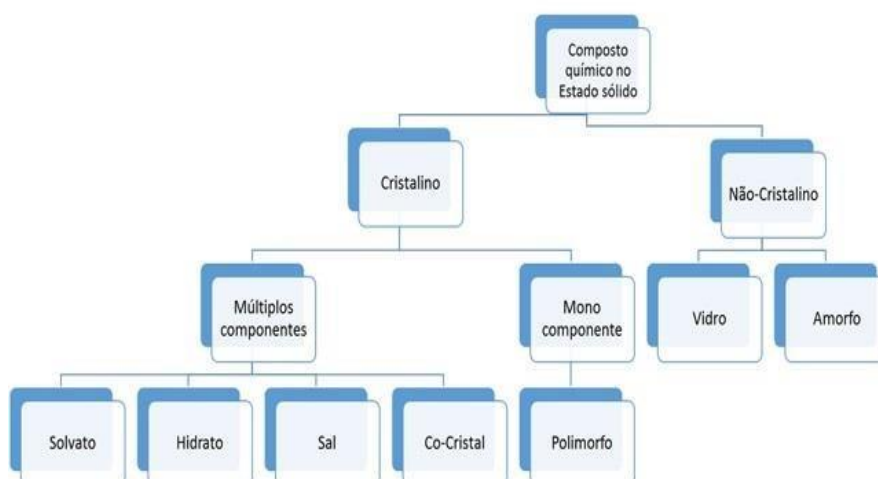 Composto
químico no
Estado sólido
Cristalino
Não-Cristalino
Múltiplos
componentes
Mono
componente
Vidro
Amorfo
Solvato
Hidrato
Sal
Co-Cristal
Polimorfo